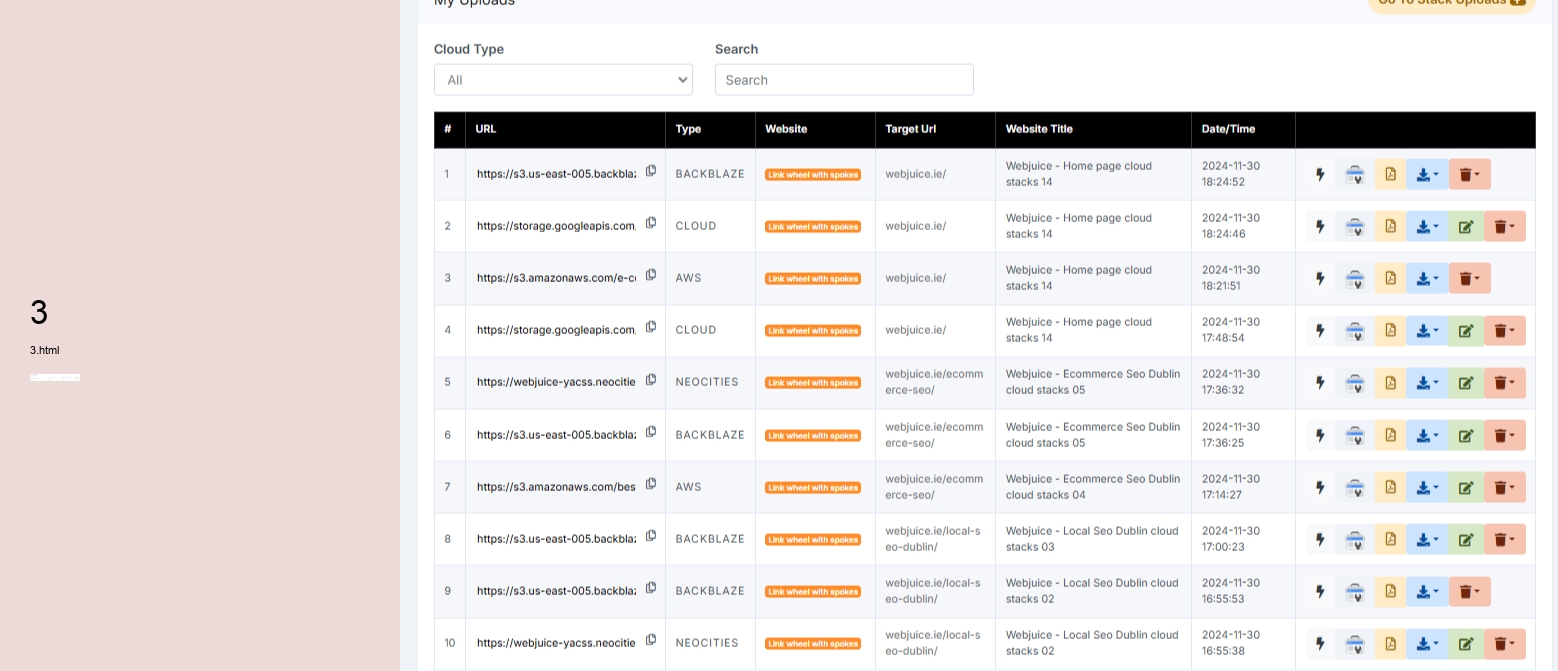 My Uploads
Go To Stack Uploads
Cloud Type
Search
All
Search
# URL Type Website Target Url Website Title Date/Time
1 https://s3.us-east-005.backblaz BACKBLAZE Link wheel with spokes webjuice.ie/ Webjuice - Home page cloud stacks 14 2024-11-30 18:24:52
2 https://storage.googleapis.com, CLOUD Link wheel with spokes webjuice.ie/ Webjuice - Home page cloud stacks 14 2024-11-30 18:24:46
3 https://s3.amazonaws.com/e-c AWS Link wheel with spokes webjuice.ie/ Webjuice - Home page cloud stacks 14 2024-11-30 18:21:51
4 https://storage.googleapis.com, CLOUD Link wheel with spokes webjuice.ie/ Webjuice - Home page cloud stacks 14 2024-11-30 17:48:54
5 https://webjuice-yacss.neocitie NEOCITIES Link wheel with spokes webjuice.ie/ecommerce-seo/ Webjuice - Ecommerce Seo Dublin cloud stacks 05 2024-11-30 17:36:32
6 https://s3.us-east-005.backblaz BACKBLAZE Link wheel with spokes webjuice.ie/ecommerce-seo/ Webjuice - Ecommerce Seo Dublin cloud stacks 05 2024-11-30 17:36:25
7 https://s3.amazonaws.com/bes AWS Link wheel with spokes webjuice.ie/ecommerce-seo/ Webjuice - Ecommerce Seo Dublin cloud stacks 04 2024-11-30 17:14:27
8 https://s3.us-east-005.backblaz BACKBLAZE Link wheel with spokes webjuice.ie/local-seo-dublin/ Webjuice - Local Seo Dublin cloud stacks 03 2024-11-30 17:00:23
9 https://s3.us-east-005.backblaz BACKBLAZE Link wheel with spokes webjuice.ie/local-seo-dublin/ Webjuice - Local Seo Dublin cloud stacks 02 2024-11-30 16:55:53
10 https://webjuice-yacss.neocitie NEOCITIES Link wheel with spokes webjuice.ie/local-seo-dublin/ Webjuice - Local Seo Dublin cloud stacks 02 2024-11-30 16:55:38
3
3.html